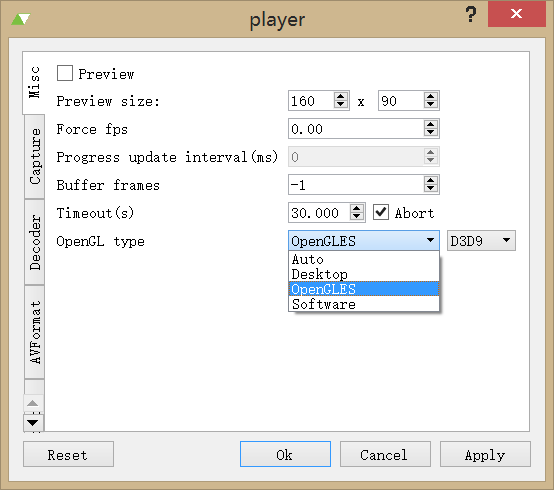 player
?
Misc
Capture
Decoder
AVFormat
Preview
Preview size: 160 x 90
Force fps 0.00
Progress update interval(ms) 0
Buffer frames -1
Timeout(s) 30.000 Abort
OpenGL type OpenGLES D3D9
Auto
Desktop
OpenGLES
Software
Reset Ok Cancel Apply